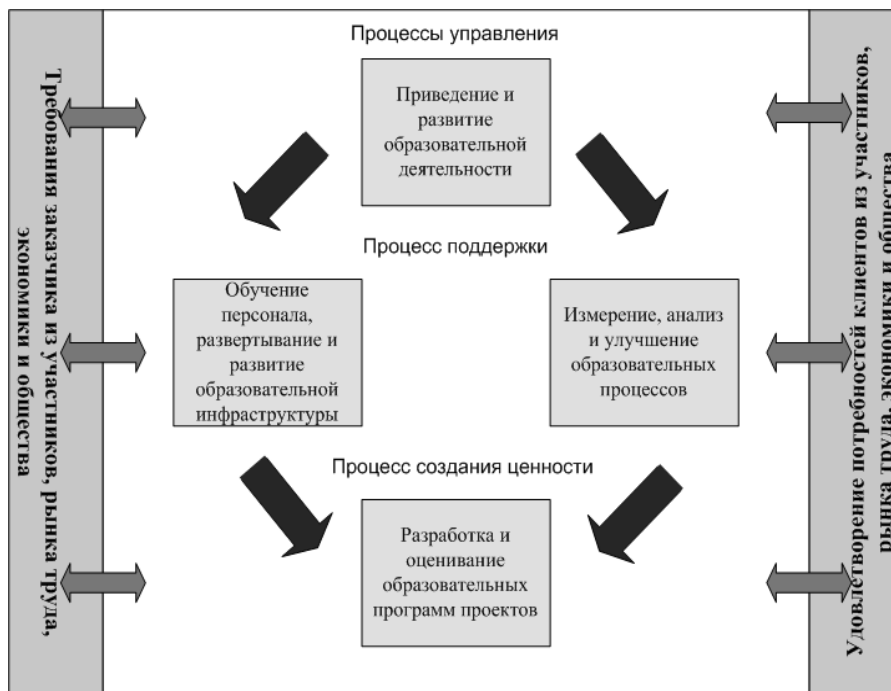 Процессы управления
Приведение и
развитие
образовательной
деятельности
Процесс поддержки
Обучение
персонала,
развертывание и
развитие
образовательной
инфраструктуры
Измерение, анализ
и улучшение
образовательных
процессов
Процесс создания ценности
Разработка и
оценивание
образовательных
программ проектов
Требования заказчика из участников, рынка труда,
экономики и общества
Удовлетворение потребностей клиентов из участников,
рынка труда, экономики и общества